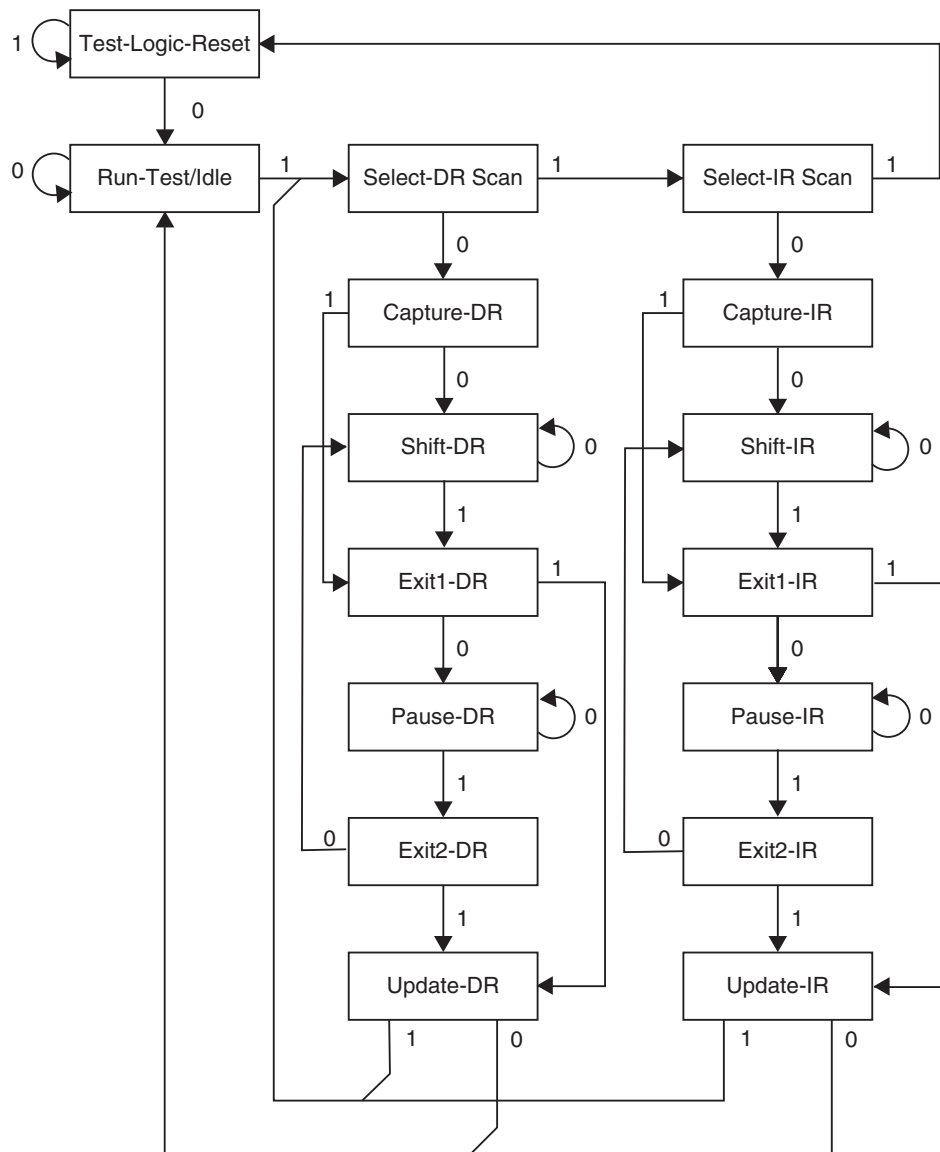 1 Test-Logic-Reset
0
0 Run-Test/Idle 1 Select-DR Scan 1 Select-IR Scan 1
0 0
1 Capture-DR 1 Capture-IR
0 0
Shift-DR 0 Shift-IR 0
1 1
Exit1-DR 1 Exit1-IR 1
0 0
Pause-DR 0 Pause-IR 0
1 1
0 Exit2-DR 0 Exit2-IR
1 1
Update-DR Update-IR
1 0 1 0